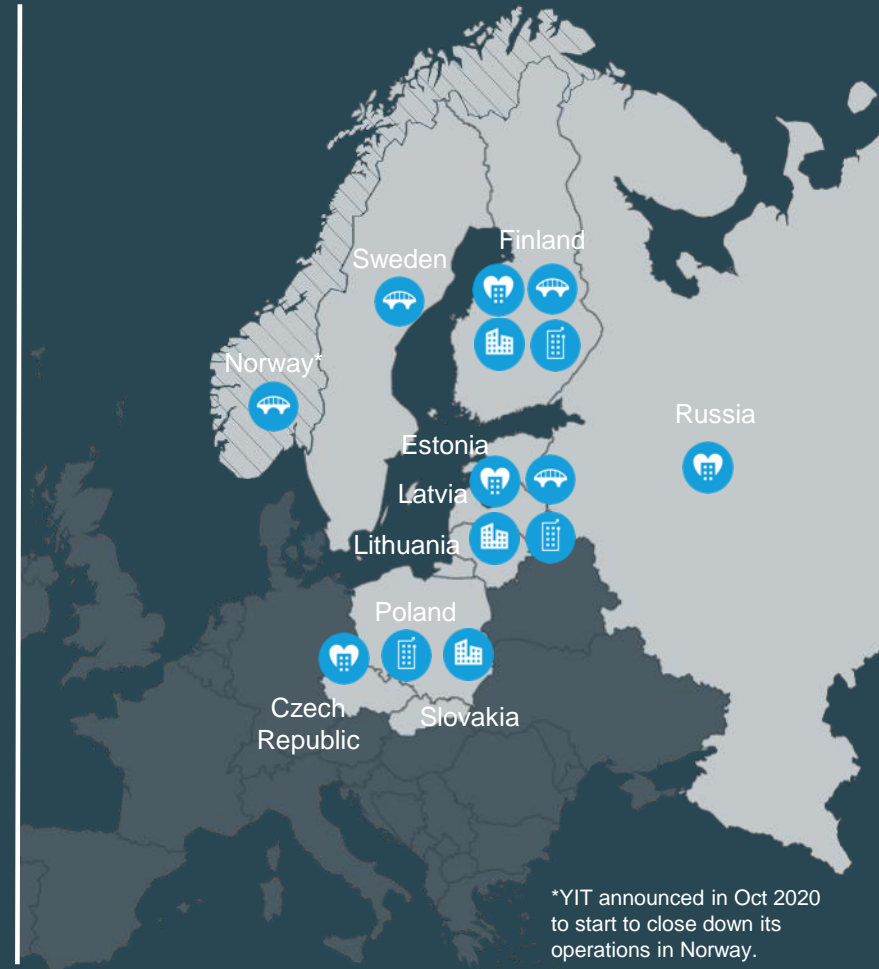 Finland
Sweden
Norway*
Russia
Estonia
Latvia
Lithuania
Poland
Czech
Republic
Slovakia
*YIT announced in Oct 2020
to start to close down its
operations in Norway.